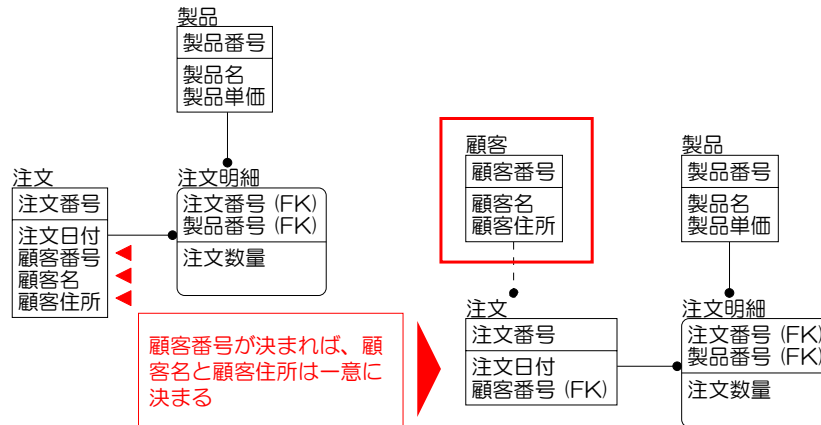 製品
製品番号
製品名
製品単価
注文
注文番号
注文日付
顧客番号
顧客名
顧客住所
注文明細
注文番号 (FK)
製品番号 (FK)
注文数量
顧客番号が決まれば、顧
客名と顧客住所は一意に
決まる
顧客
顧客番号
顧客名
顧客住所
製品
製品番号
製品名
製品単価
注文
注文番号
注文日付
顧客番号 (FK)
注文明細
注文番号 (FK)
製品番号 (FK)
注文数量